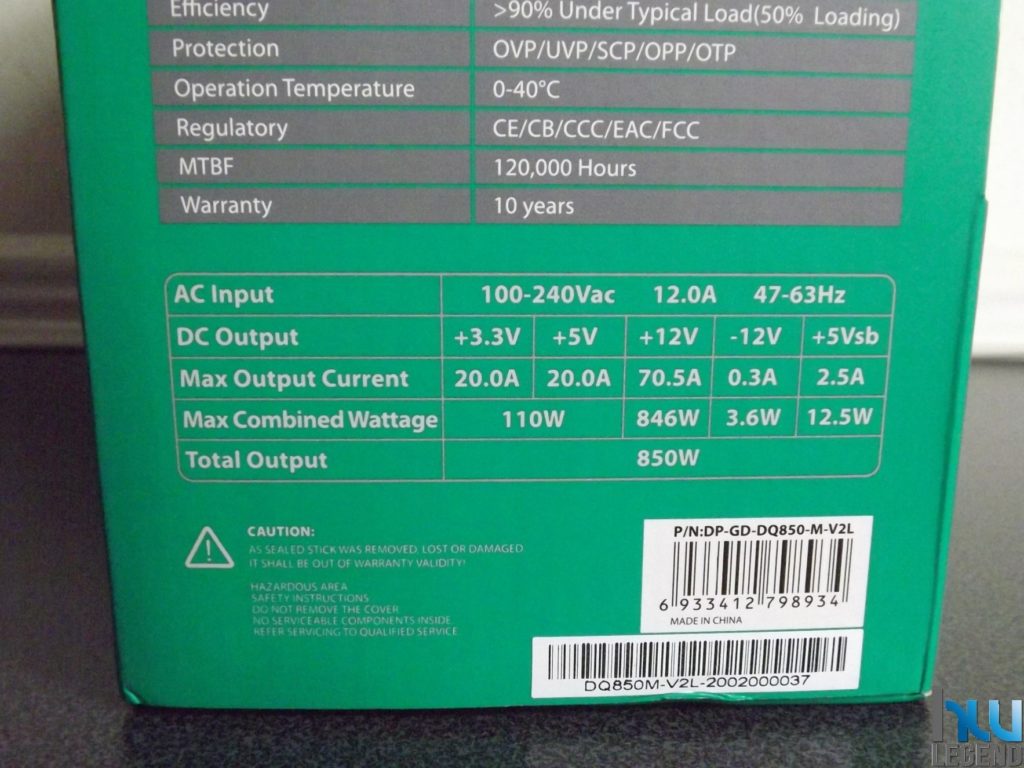 Efficiency >90% Under Typical Load(50% Loading)
Protection OVP/UVP/SCP/OPP/OTP
Operation Temperature 0-40°C
Regulatory CE/CB/CCC/EAC/FCC
MTBF 120,000 Hours
Warranty 10 years
AC Input 100-240Vac 12.0A 47-63Hz
DC Output +3.3V +5V +12V -12V +5Vsb
Max Output Current 20.0A 20.0A 70.5A 0.3A 2.5A
Max Combined Wattage 110W 846W 3.6W 12.5W
Total Output 850W
CAUTION:
AS SEALED STICK WAS REMOVED, LOST OR DAMAGED
IT SHALL BE OUT OF WARRANTY VALIDITY!
HAZARDOUS AREA
SAFETY INSTRUCTIONS
DO NOT REMOVE THE COVER
NO SERVICEABLE COMPONENTS INSIDE
REFER SERVICING TO QUALIFIED SERVICE
P/N:DP-GD-DQ850-M-V2L
6 933412 798934
MADE IN CHINA
DQ850M-V2L-2002000037
HW
LEGEND